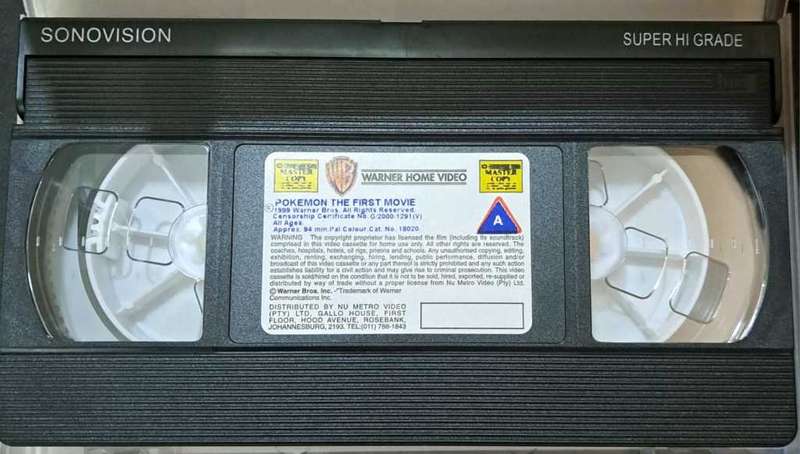 SONOVISION
SUPER HI GRADE
MASTER
COPY
WB
WARNER HOME VIDEO
MASTER
COPY
POKEMON THE FIRST MOVIE
1999 Warner Bros. All Rights Reserved.
Censorship Certificate No. G/2000:1291(V)
All Ages
Approx. 94 min.Pal Colour.Cat. No. 18020
A
WARNING The copyright proprietor has licensed the film (including its soundtrack)
comprised in this video cassette for home use only. All other rights are reserved. The
coaches, hospitals, hotels, oil rigs, prisons and schools. Any unauthorised copying, editing,
exhibition, renting, exchanging, hiring, lending, public performance, diffusion and/or
broadcast of this video cassette or any part thereof is strictly prohibited and any such action
establishes liability for a civil action and may give rise to criminal prosecution. This video
cassette is sold/hired on the condition that it is not to be sold, hired, exported, re-supplied or
distributed by way of trade without a proper license from Nu Metro Video (Pty) Ltd.
© Warner Bros. Inc. -"Trademark of Warner
Communications Inc.
DISTRIBUTED BY NU METRO VIDEO
(PTY) LTD, GALLO HOUSE, FIRST
FLOOR, HOOD AVENUE, ROSEBANK,
JOHANNESBURG, 2193. TEL:(011) 788-1843
JVC